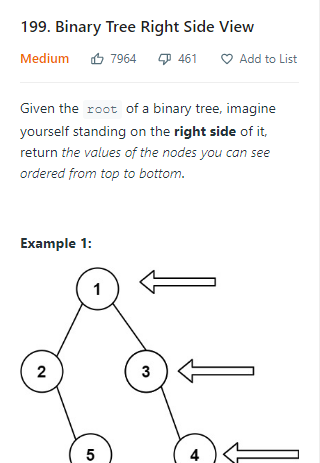 199. Binary Tree Right Side View
Medium 7964 461 Add to List
Given the root of a binary tree, imagine
yourself standing on the right side of it,
return the values of the nodes you can see
ordered from top to bottom.
Example 1:
1
2 3
5 4